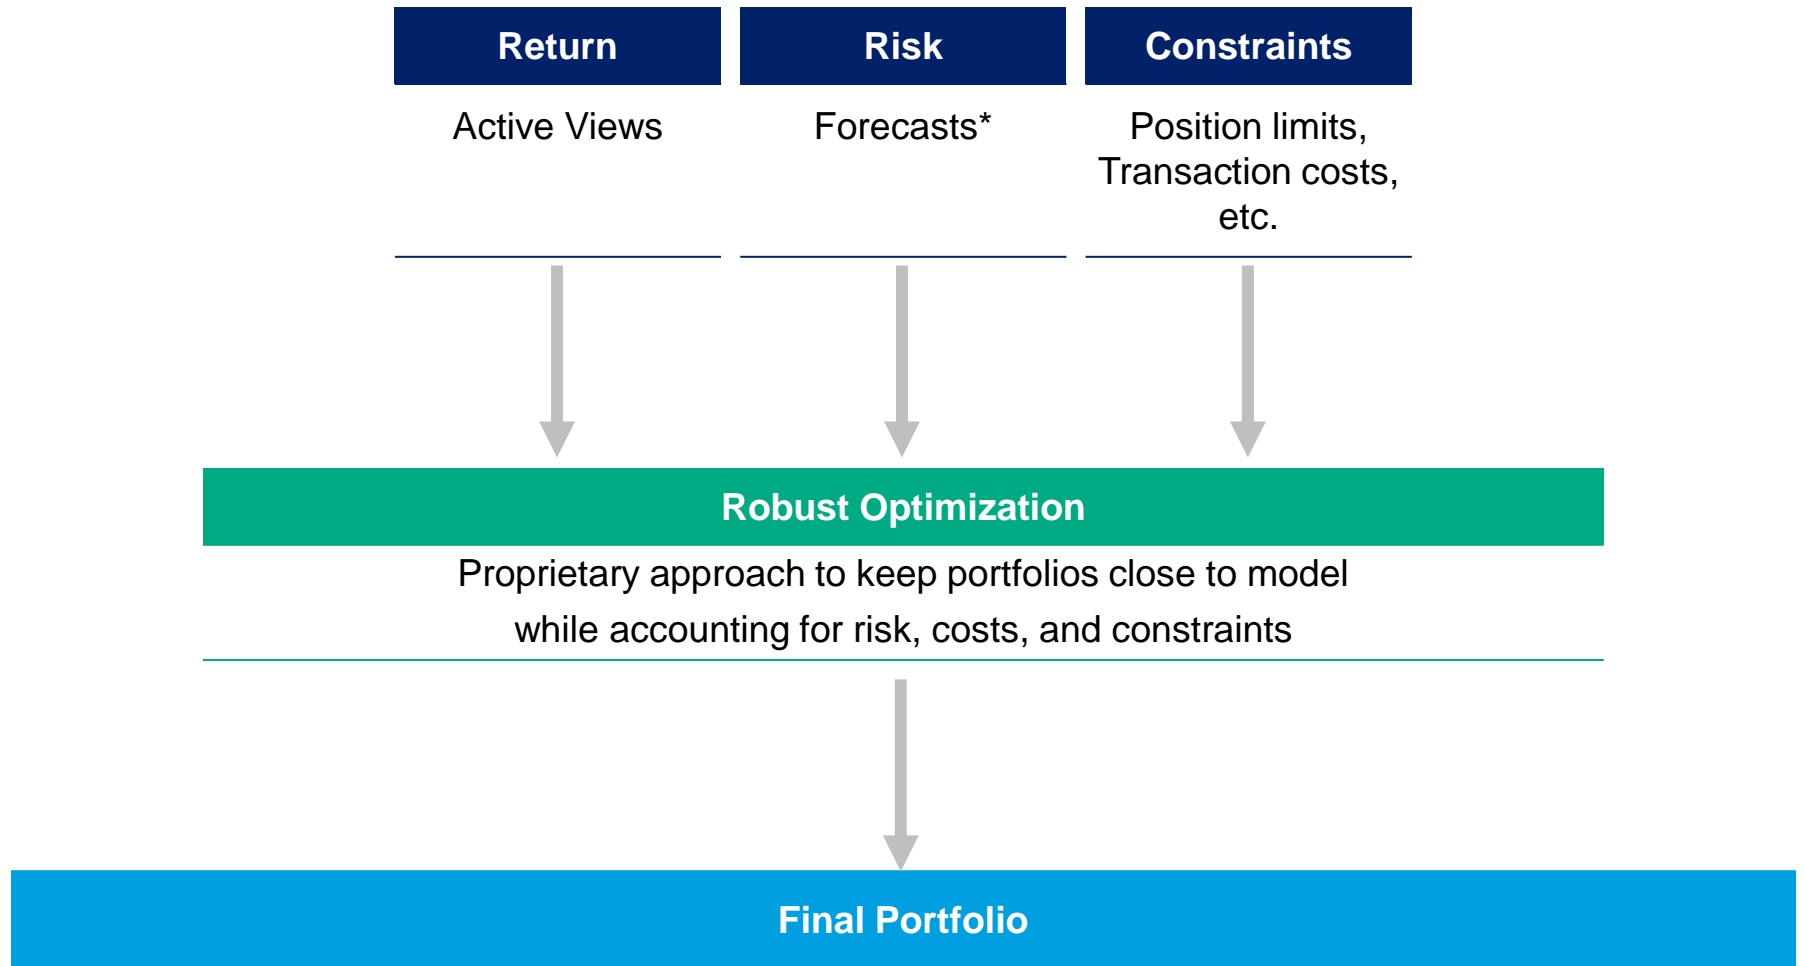 Return
Risk
Constraints
Active Views
Forecasts*
Position limits,
Transaction costs,
etc.
Robust Optimization
Proprietary approach to keep portfolios close to model
while accounting for risk, costs, and constraints
Final Portfolio